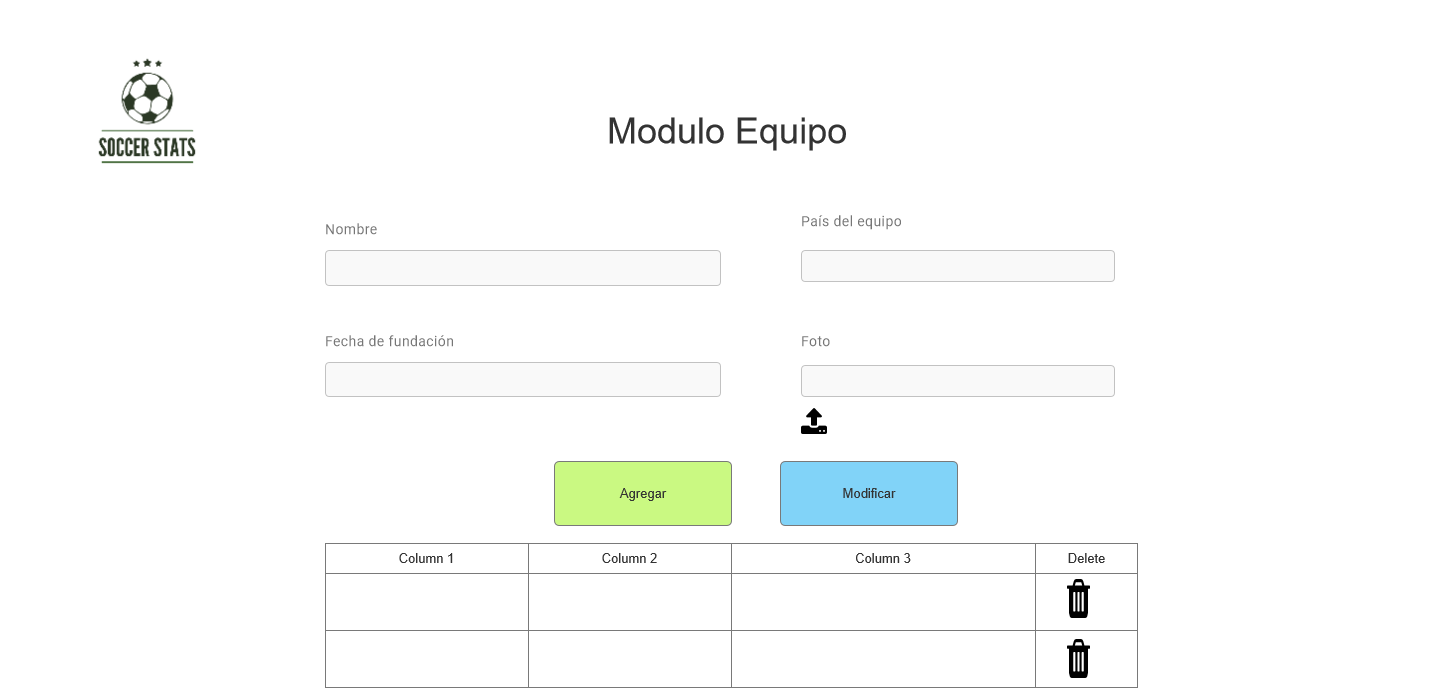 SOCCER STATS
Modulo Equipo
Nombre
País del equipo
Fecha de fundación
Foto
Agregar
Modificar
Column 1 Column 2 Column 3 Delete